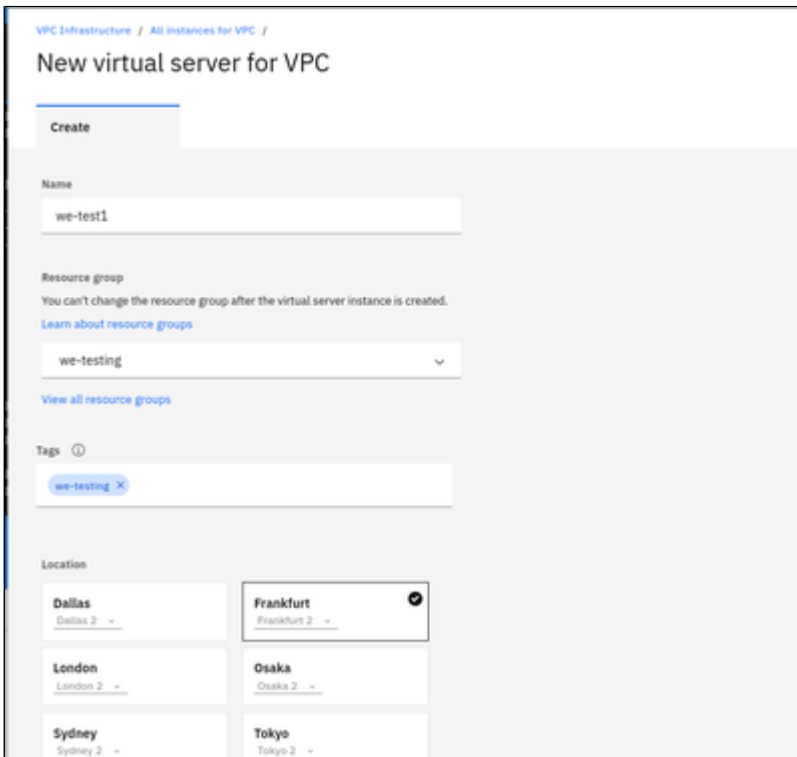 VPC Infrastructure / All instances for VPC /
New virtual server for VPC
Create
Name
we-test1
Resource group
You can't change the resource group after the virtual server instance is created.
Learn about resource groups
we-testing
View all resource groups
Tags
we-testing ×
Location
Dallas
Dallas 2
Frankfurt
Frankfurt 2
London
London 2
Osaka
Osaka 2
Sydney
Sydney 2
Tokyo
Tokyo 2